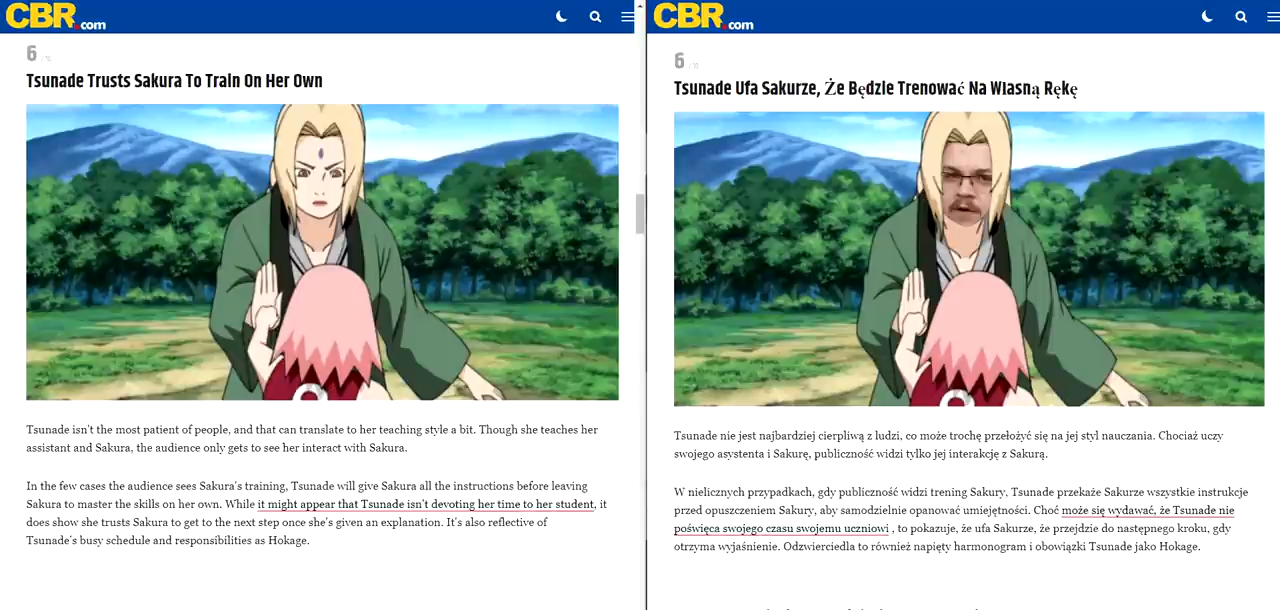 CBR.com
6 / 10
Tsunade Trusts Sakura To Train On Her Own
Tsunade isn't the most patient of people, and that can translate to her teaching style a bit. Though she teaches her
assistant and Sakura, the audience only gets to see her interact with Sakura.
In the few cases the audience sees Sakura's training, Tsunade will give Sakura all the instructions before leaving
Sakura to master the skills on her own. While it might appear that Tsunade isn't devoting her time to her student, it
does show she trusts Sakura to get to the next step once she's given an explanation. It's also reflective of
Tsunade's busy schedule and responsibilities as Hokage.
CBR.com
6 / 10
Tsunade Ufa Sakurze, Że Będzie Trenować Na Własną Rękę
Tsunade nie jest najbardziej cierpliwą z ludzi, co może trochę przełożyć się na jej styl nauczania. Chociaż uczy
swojego asystenta i Sakurę, publiczność widzi tylko jej interakcję z Sakurą.
W nielicznych przypadkach, gdy publiczność widzi trening Sakury, Tsunade przekaże Sakurze wszystkie instrukcje
przed opuszczeniem Sakury, aby samodzielnie opanować umiejętności. Choć może się wydawać, że Tsunade nie
poświęca swojego czasu swojemu uczniowi , to pokazuje, że ufa Sakurze, że przejdzie do następnego kroku, gdy
otrzyma wyjaśnienie. Odzwierciedla to również napięty harmonogram i obowiązki Tsunade jako Hokage.